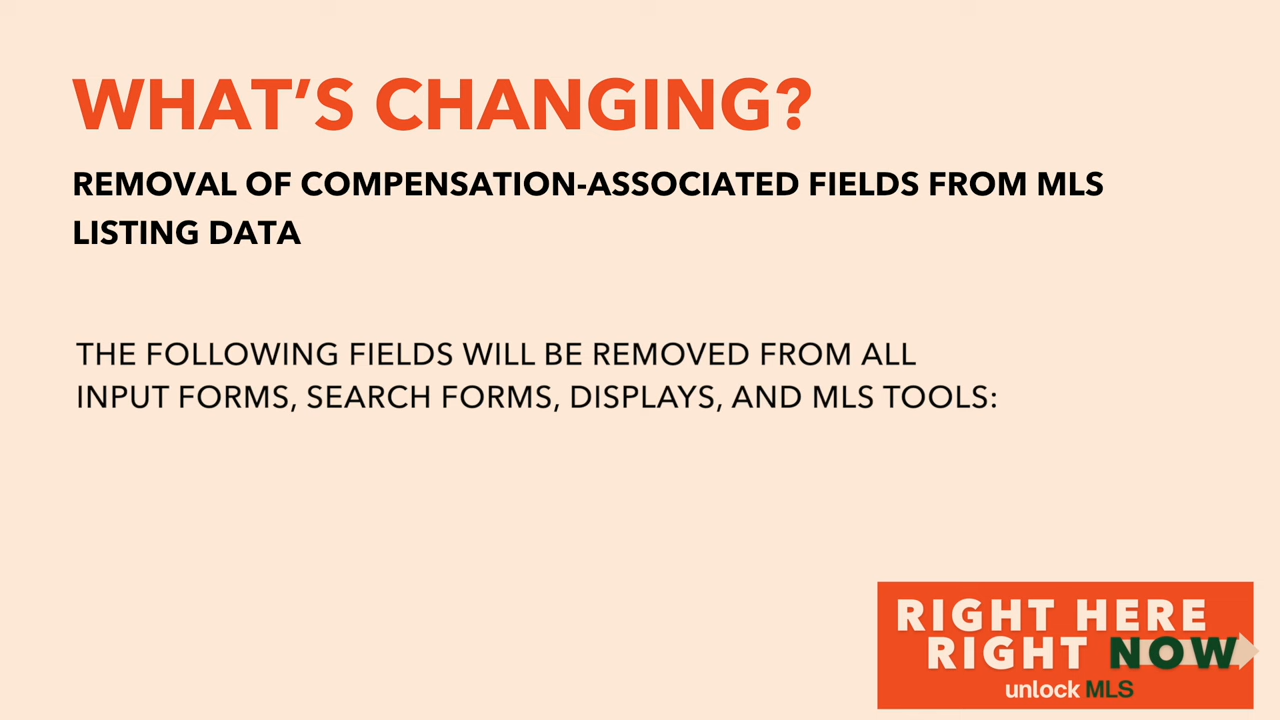 WHAT’S CHANGING?
REMOVAL OF COMPENSATION-ASSOCIATED FIELDS FROM MLS
LISTING DATA
THE FOLLOWING FIELDS WILL BE REMOVED FROM ALL
INPUT FORMS, SEARCH FORMS, DISPLAYS, AND MLS TOOLS:
RIGHT HERE
RIGHT NOW
unlock MLS